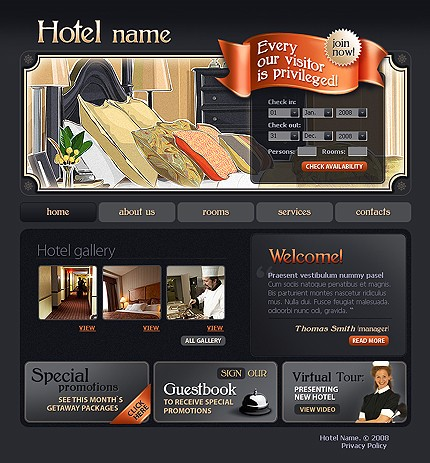 Hotel name
Every
our visitor
is privileged!
join
now!
Check in:
01 Jan. 2008
Check out:
31 Dec. 2008
Persons: Rooms:
CHECK AVAILABILITY
home about us rooms services contacts
Hotel gallery
VIEW VIEW VIEW
ALL GALLERY
Welcome!
Praesent vestibulum nummy pasel
Cum sociis natoque penatibus et magnis.
Bis parturient montes nascetur ridiculus
mus. Nulla dui. Fusce feugiat malesuada.
odioorbi nunc odi, gravida. "
Thomas Smith (manager)
READ MORE
Special
promotions
SEE THIS MONTH`S
GETAWAY PACKAGES
CLICK
HERE
SIGN OUR
Guestbook
TO RECEIVE SPECIAL
PROMOTIONS
Virtual Tour:
PRESENTING
NEW HOTEL
VIEW VIDEO
Hotel Name. © 2008
Privacy Policy